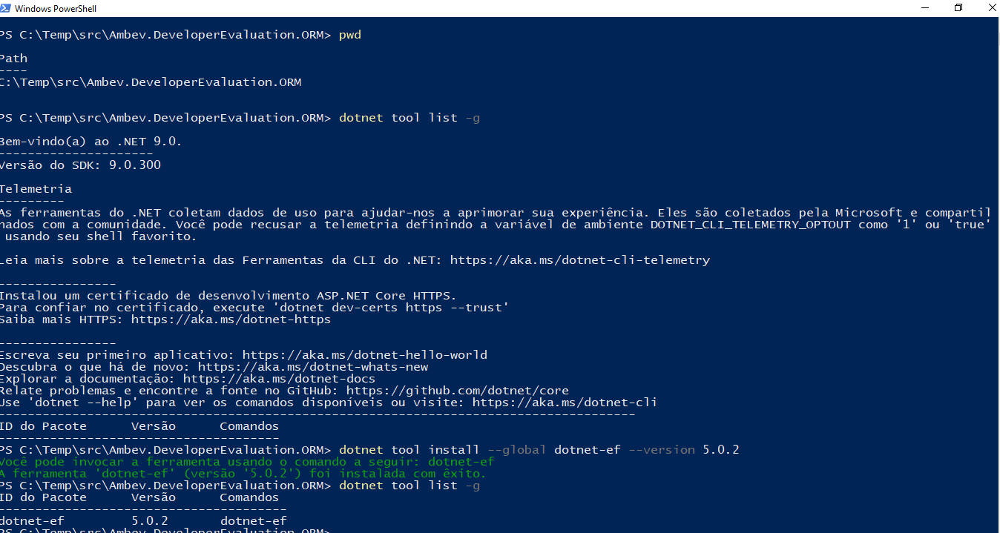 Windows PowerShell
PS C:\Temp\src\Ambev.DeveloperEvaluation.ORM> pwd
Path
----
C:\Temp\src\Ambev.DeveloperEvaluation.ORM
PS C:\Temp\src\Ambev.DeveloperEvaluation.ORM> dotnet tool list -g
Bem-vindo(a) ao .NET 9.0.
---------------------
Versão do SDK: 9.0.300
Telemetria
---------
As ferramentas do .NET coletam dados de uso para ajudar-nos a aprimorar sua experiência. Eles são coletados pela Microsoft e compartil
hados com a comunidade. Você pode recusar a telemetria definindo a variável de ambiente DOTNET_CLI_TELEMETRY_OPTOUT como '1' ou 'true'
usando seu shell favorito.
Leia mais sobre a telemetria das Ferramentas da CLI do .NET: https://aka.ms/dotnet-cli-telemetry
----------------
Instalou um certificado de desenvolvimento ASP.NET Core HTTPS.
Para confiar no certificado, execute 'dotnet dev-certs https --trust'
Saiba mais HTTPS: https://aka.ms/dotnet-https
----------------
Escreva seu primeiro aplicativo: https://aka.ms/dotnet-hello-world
Descubra o que há de novo: https://aka.ms/dotnet-whats-new
Explorar a documentação: https://aka.ms/dotnet-docs
Relate problemas e encontre a fonte no GitHub: https://github.com/dotnet/core
Use 'dotnet --help' para ver os comandos disponíveis ou visite: https://aka.ms/dotnet-cli
--------------------------------------------------------------------------------------
ID do Pacote      Versão      Comandos
--------------------------------------
PS C:\Temp\src\Ambev.DeveloperEvaluation.ORM> dotnet tool install --global dotnet-ef --version 5.0.2
Você pode invocar a ferramenta usando o comando a seguir: dotnet-ef
A ferramenta 'dotnet-ef' (versão '5.0.2') foi instalada com êxito.
PS C:\Temp\src\Ambev.DeveloperEvaluation.ORM> dotnet tool list -g
ID do Pacote      Versão      Comandos
---------------------------------------
dotnet-ef         5.0.2       dotnet-ef
PS C:\Temp\src\Ambev.DeveloperEvaluation.ORM>